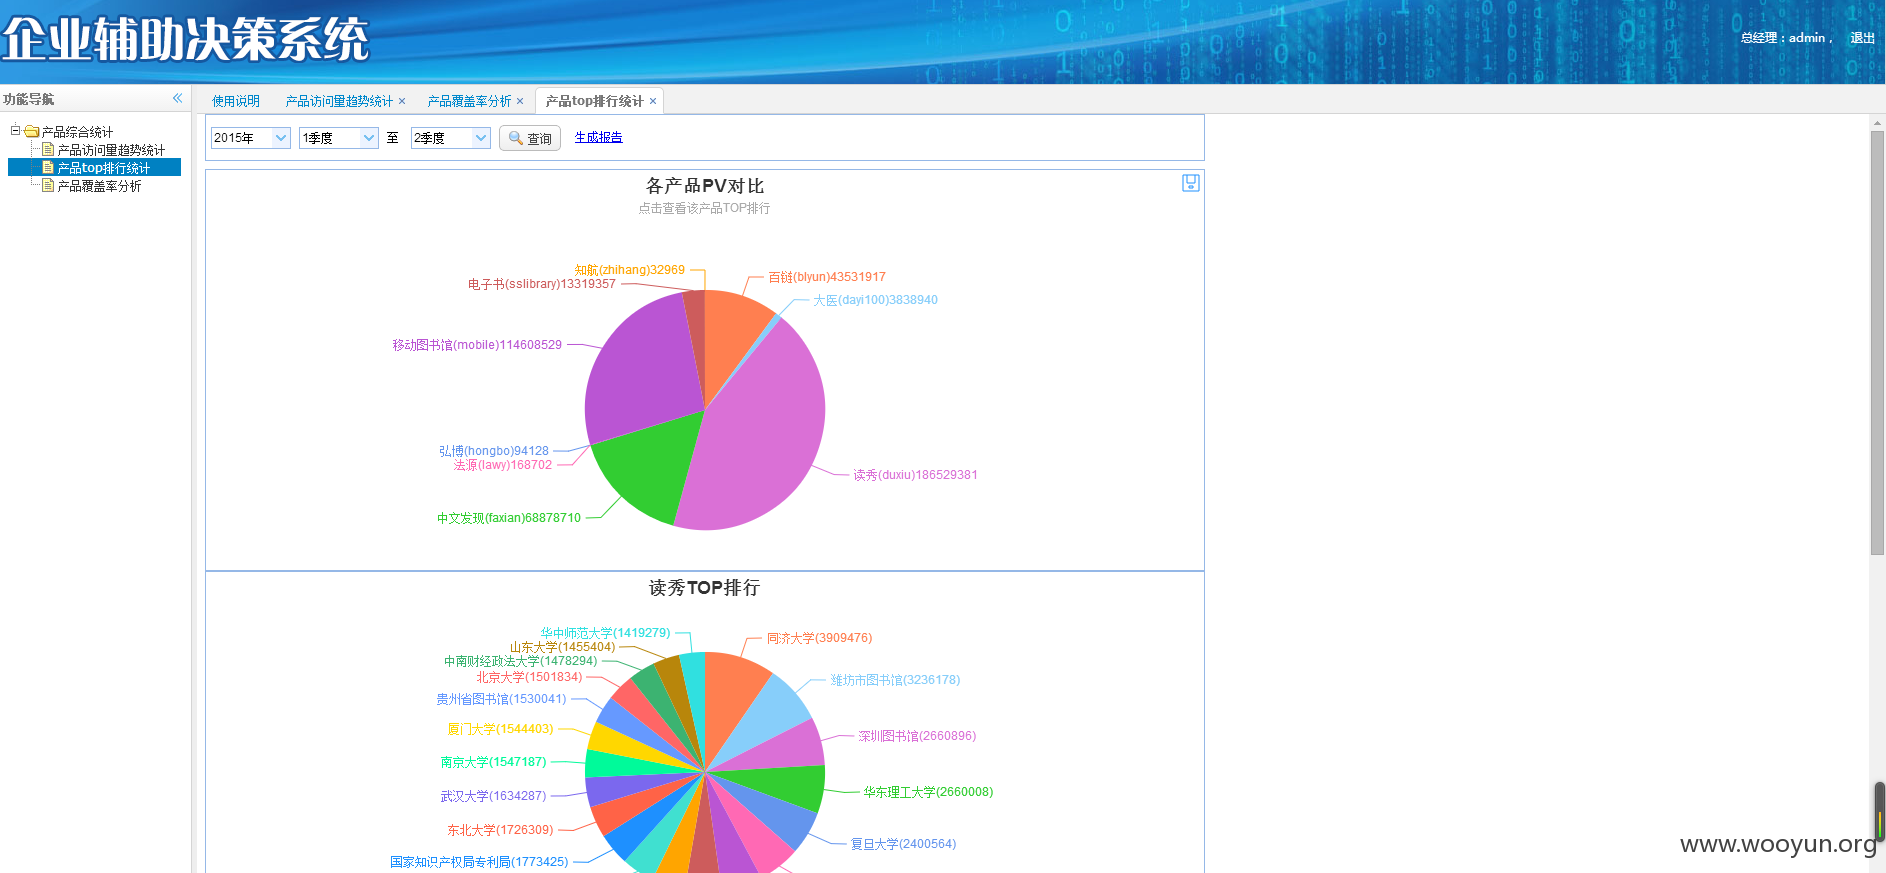 企业辅助决策系统
总经理：admin， 退出
功能导航
产品综合统计
产品访问量趋势统计
产品top排行统计
产品覆盖率分析
使用说明 产品访问量趋势统计 产品覆盖率分析 产品top排行统计
2015年 1季度 至 2季度 查询 生成报告
各产品PV对比
点击查看该产品TOP排行
知航(zhihang)32969
百链(blyun)43531917
电子书(sslibrary)13319357
大医(dayi100)3838940
移动图书馆(mobile)114608529
弘博(hongbo)94128
法源(lawy)168702
读秀(duxiu)186529381
中文发现(faxian)68878710
读秀TOP排行
华中师范大学(1419279)
同济大学(3909476)
山东大学(1455404)
中南财经政法大学(1478294)
北京大学(1501834)
潍坊市图书馆(3236178)
贵州省图书馆(1530041)
厦门大学(1544403)
深圳图书馆(2660896)
南京大学(1547187)
华东理工大学(2660008)
武汉大学(1634287)
东北大学(1726309)
复旦大学(2400564)
国家知识产权局专利局(1773425)
www.wooyun.org